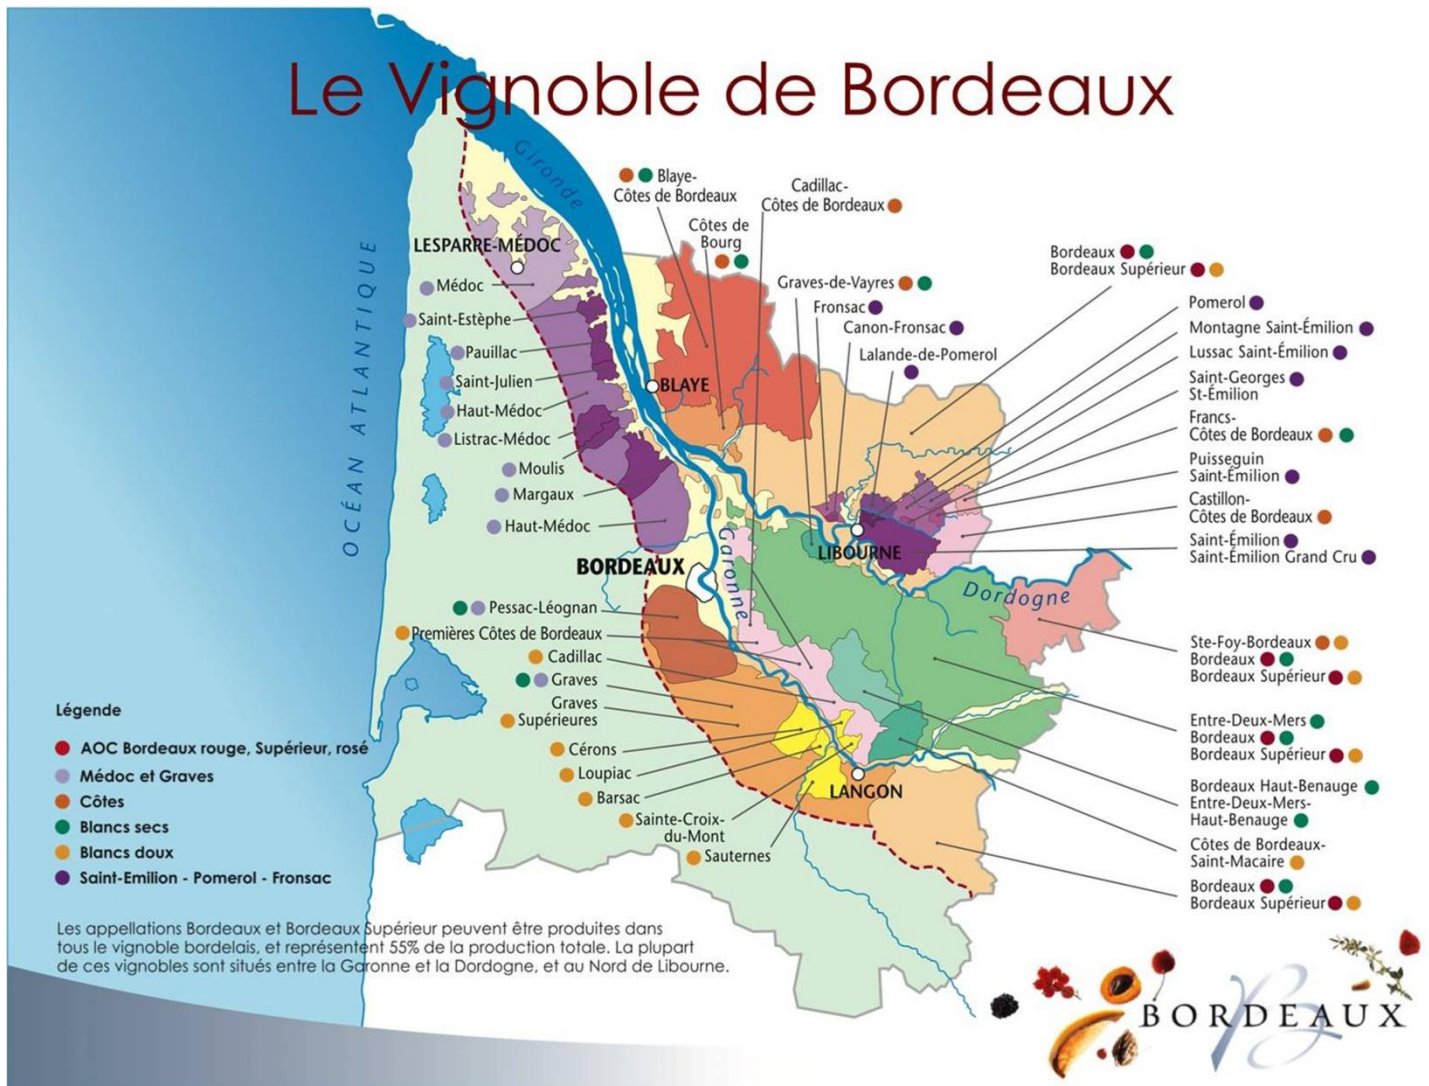 Le Vignoble de Bordeaux
Gironde
OCÉAN ATLANTIQUE
Blaye-
Côtes de Bordeaux
Cadillac-
Côtes de Bordeaux
Côtes de
Bourg
LESPARRE-MÉDOC
Médoc
Saint-Estèphe
Pauillac
Saint-Julien
Haut-Médoc
Listrac-Médoc
Moulis
Margaux
Haut-Médoc
BLAYE
Graves-de-Vayres
Fronsac
Canon-Fronsac
Lalande-de-Pomerol
Bordeaux
Bordeaux Supérieur
Pomerol
Montagne Saint-Émilion
Lussac Saint-Émilion
Saint-Georges
St-Émilion
Francs-
Côtes de Bordeaux
Puisseguin
Saint-Émilion
Castillon-
Côtes de Bordeaux
Saint-Émilion
Saint-Émilion Grand Cru
LIBOURNE
BORDEAUX
Garonne
Dordogne
Pessac-Léognan
Premières Côtes de Bordeaux
Cadillac
Graves
Graves
Supérieures
Cérons
Loupiac
Barsac
Sainte-Croix-
du-Mont
Sauternes
LANGON
Ste-Foy-Bordeaux
Bordeaux
Bordeaux Supérieur
Entre-Deux-Mers
Bordeaux
Bordeaux Supérieur
Bordeaux Haut-Benauge
Entre-Deux-Mers-
Haut-Benauge
Côtes de Bordeaux-
Saint-Macaire
Bordeaux
Bordeaux Supérieur
Légende
AOC Bordeaux rouge, Supérieur, rosé
Médoc et Graves
Côtes
Blancs secs
Blancs doux
Saint-Emilion - Pomerol - Fronsac
Les appellations Bordeaux et Bordeaux Supérieur peuvent être produites dans
tous le vignoble bordelais, et représentent 55% de la production totale. La plupart
de ces vignobles sont situés entre la Garonne et la Dordogne, et au Nord de Libourne.
B
BORDEAUX